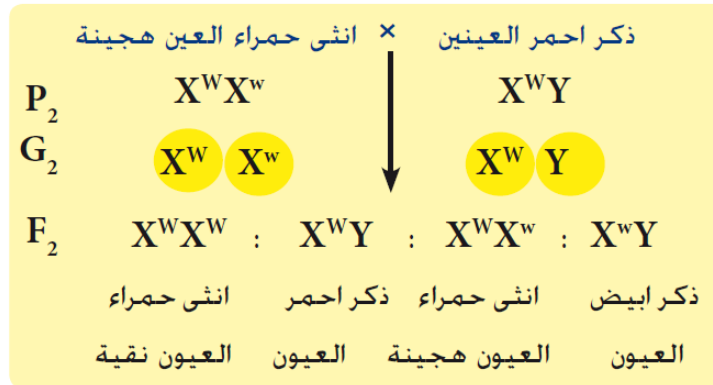 ذكر احمر العينين × انثى حمراء العين هجينة
P₂ XᵂXʷ XᵂY
G₂ Xᵂ Xʷ Xᵂ Y
F₂ XᵂXᵂ : XᵂY : XᵂXʷ : XʷY
ذكر ابيض انثى حمراء ذكر احمر انثى حمراء
العيون العيون هجينة العيون العيون نقية